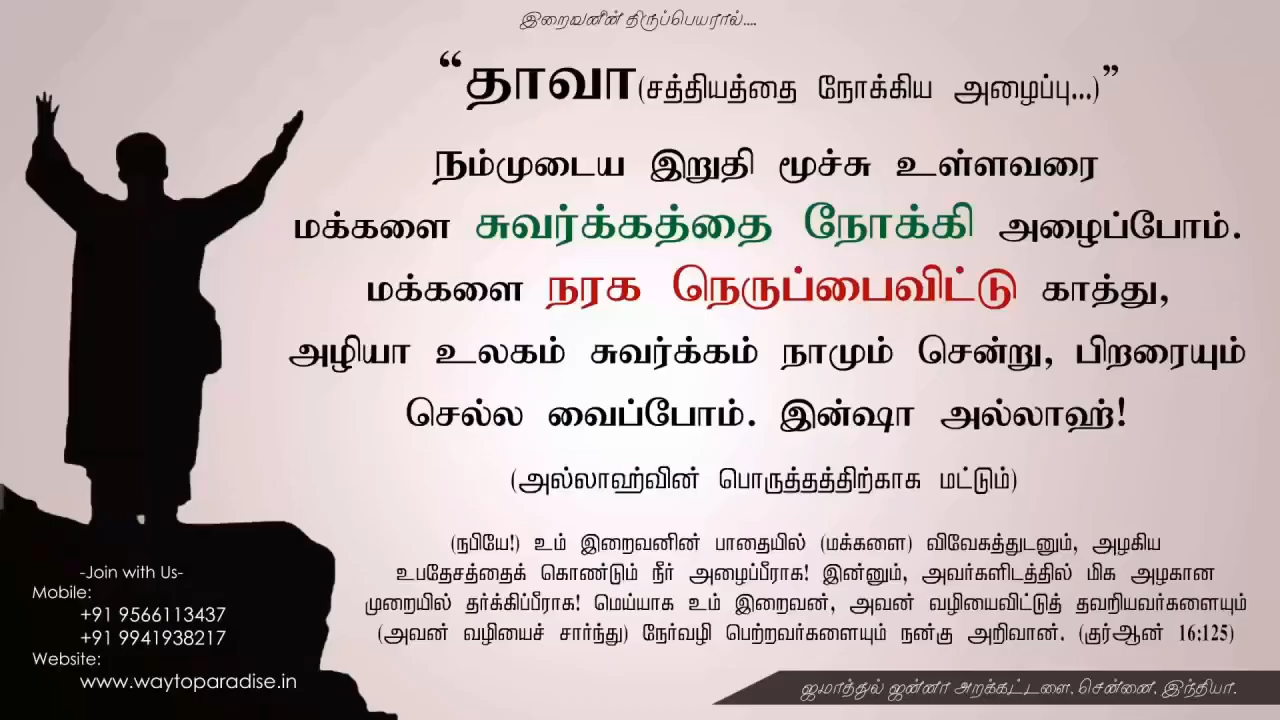 இறைவனின் திருப்பெயரால்....
“தாவா(சத்தியத்தை நோக்கிய அழைப்பு...)”
நம்முடைய இறுதி மூச்சு உள்ளவரை
மக்களை சுவர்க்கத்தை நோக்கி அழைப்போம்.
மக்களை நரக நெருப்பைவிட்டு காத்து,
அழியா உலகம் சுவர்க்கம் நாமும் சென்று, பிறரையும்
செல்ல வைப்போம். இன்ஷா அல்லாஹ்!
(அல்லாஹ்வின் பொருத்தத்திற்காக மட்டும்)
(நபியே!) உம் இறைவனின் பாதையில் (மக்களை) விவேகத்துடனும், அழகிய
உபதேசத்தைக் கொண்டும் நீர் அழைப்பீராக! இன்னும், அவர்களிடத்தில் மிக அழகான
முறையில் தர்க்கிப்பீராக! மெய்யாக உம் இறைவன், அவன் வழியைவிட்டுத் தவறியவர்களையும்
(அவன் வழியைச் சார்ந்து) நேர்வழி பெற்றவர்களையும் நன்கு அறிவான். (குர்ஆன் 16:125)
-Join with Us-
Mobile:
+91 9566113437
+91 9941938217
Website:
www.waytoparadise.in
ஜமாத்துல் ஜன்னா அறக்கட்டளை, சென்னை, இந்தியா.